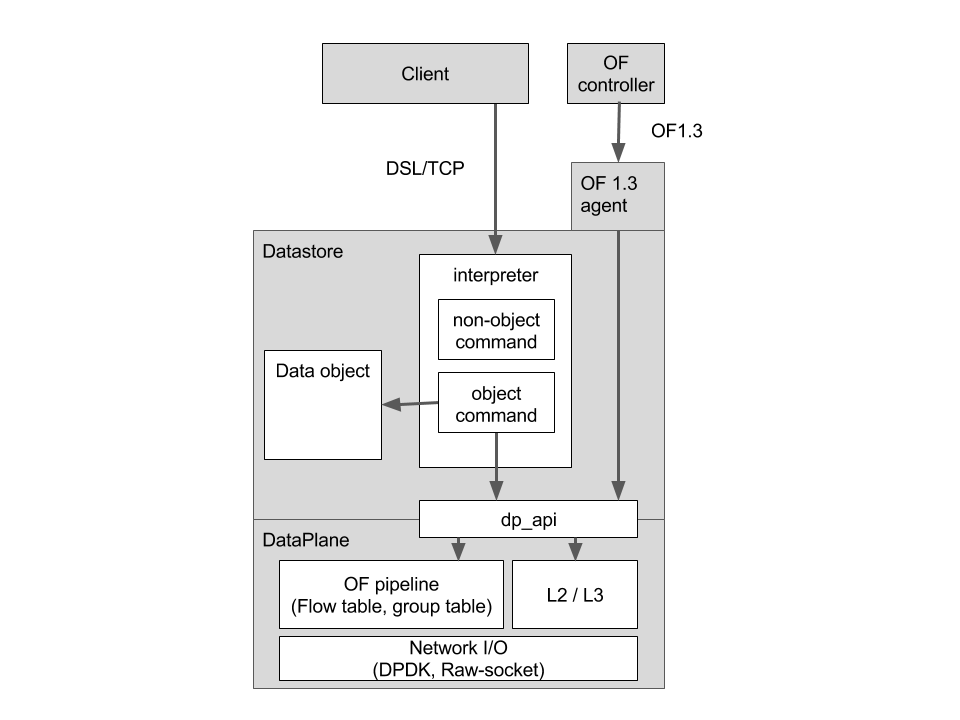 Client
OF
controller
OF1.3
DSL/TCP
OF 1.3
agent
Datastore
interpreter
non-object
command
Data object
object
command
dp_api
DataPlane
OF pipeline
(Flow table, group table)
L2 / L3
Network I/O
(DPDK, Raw-socket)